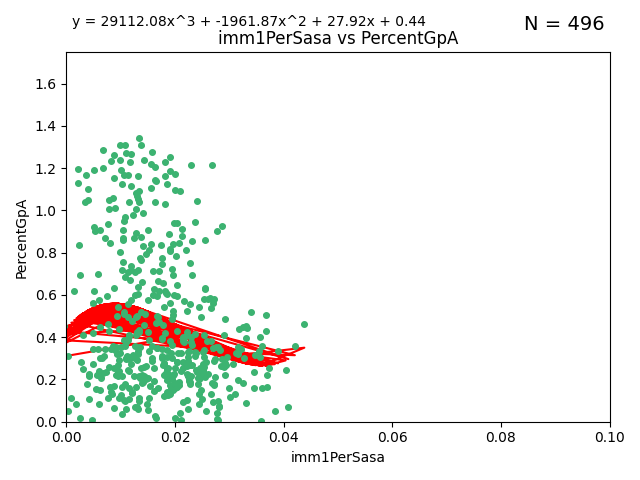 y = 29112.08x^3 + -1961.87x^2 + 27.92x + 0.44
N = 496
imm1PerSasa vs PercentGpA
PercentGpA
1.6
1.4
1.2
1.0
0.8
0.6
0.4
0.2
0.0
0.00 0.02 0.04 0.06 0.08 0.10
imm1PerSasa